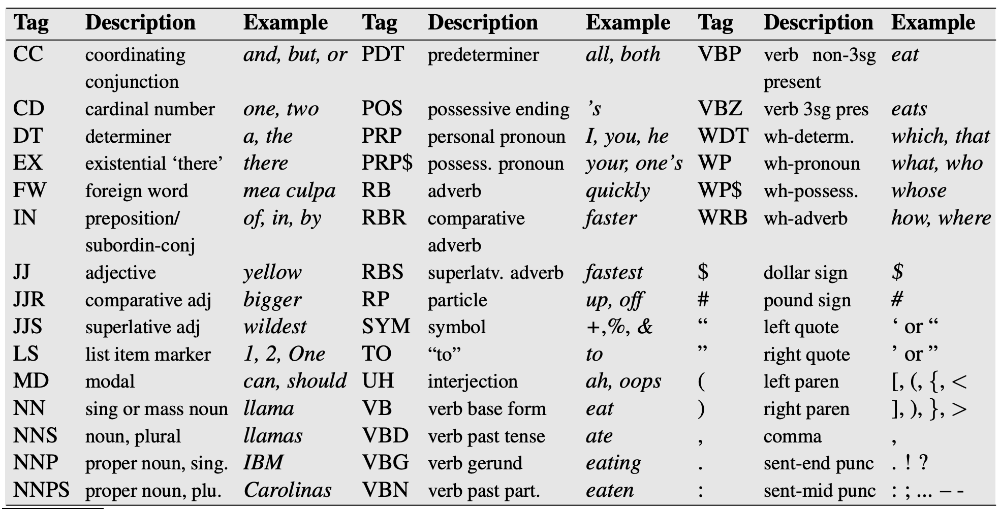 Tag Description Example Tag Description Example Tag Description Example
CC coordinating and, but, or PDT predeterminer all, both VBP verb non-3sg eat
conjunction present
CD cardinal number one, two POS possessive ending ’s VBZ verb 3sg pres eats
DT determiner a, the PRP personal pronoun I, you, he WDT wh-determ. which, that
EX existential ‘there’ there PRP$ possess. pronoun your, one’s WP wh-pronoun what, who
FW foreign word mea culpa RB adverb quickly WP$ wh-possess. whose
IN preposition/ of, in, by RBR comparative faster WRB wh-adverb how, where
subordin-conj adverb
JJ adjective yellow RBS superlatv. adverb fastest $ dollar sign $
JJR comparative adj bigger RP particle up, off # pound sign #
JJS superlative adj wildest SYM symbol +,%, & “ left quote ‘ or “
LS list item marker 1, 2, One TO “to” to ” right quote ’ or ”
MD modal can, should UH interjection ah, oops ( left paren [, (, {, <
NN sing or mass noun llama VB verb base form eat ) right paren ], ), }, >
NNS noun, plural llamas VBD verb past tense ate , comma ,
NNP proper noun, sing. IBM VBG verb gerund eating . sent-end punc . ! ?
NNPS proper noun, plu. Carolinas VBN verb past part. eaten : sent-mid punc : ; ... – -